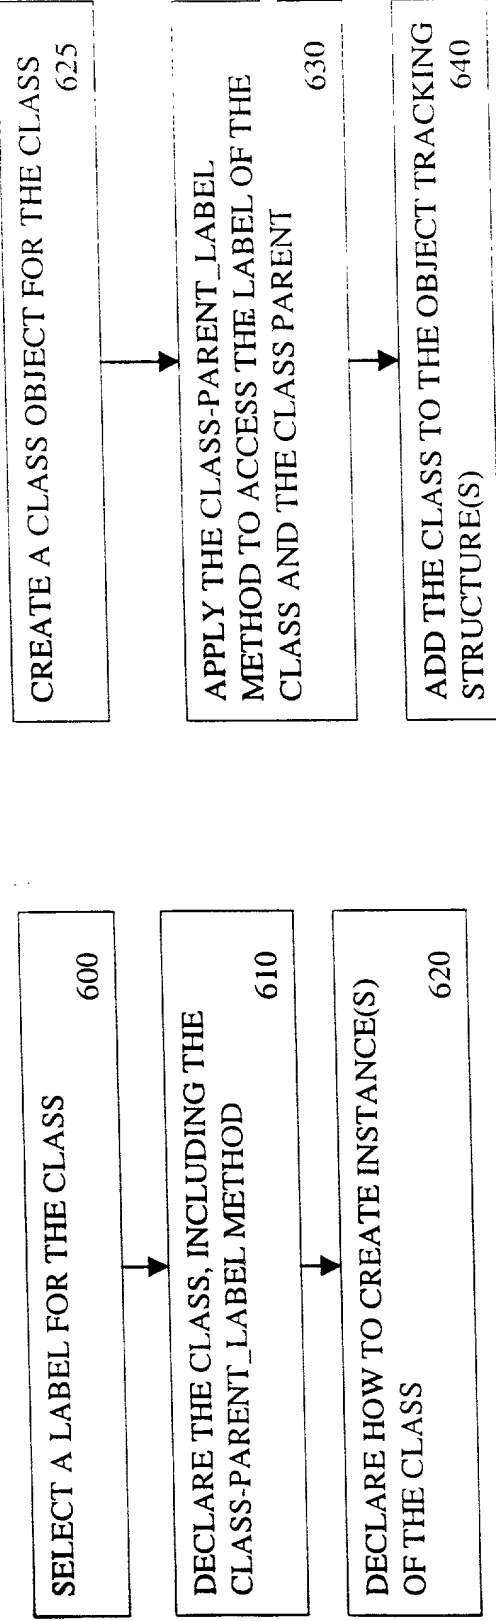 SELECT A LABEL FOR THE CLASS
600
DECLARE THE CLASS, INCLUDING THE
CLASS-PARENT_LABEL METHOD
610
DECLARE HOW TO CREATE INSTANCE(S)
OF THE CLASS
620
CREATE A CLASS OBJECT FOR THE CLASS
625
APPLY THE CLASS-PARENT_LABEL
METHOD TO ACCESS THE LABEL OF THE
CLASS AND THE CLASS PARENT
630
ADD THE CLASS TO THE OBJECT TRACKING
STRUCTURE(S)
640